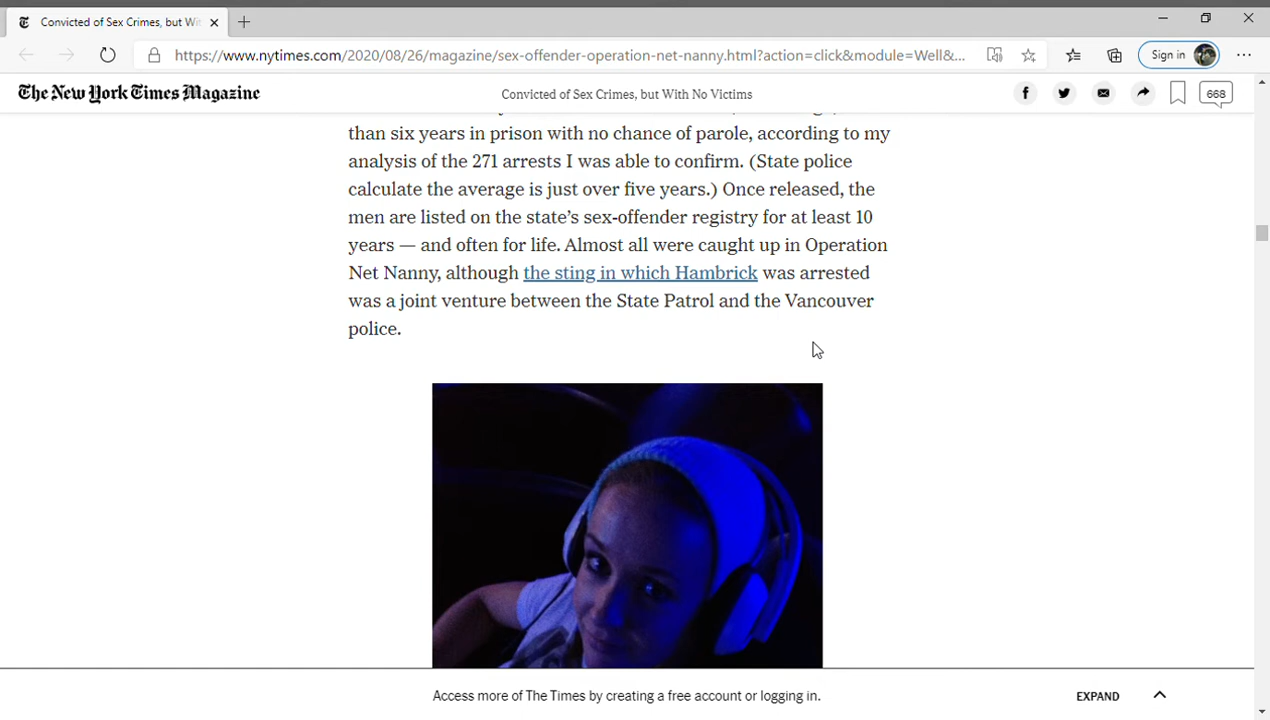 Convicted of Sex Crimes, but Wit
https://www.nytimes.com/2020/08/26/magazine/sex-offender-operation-net-nanny.html?action=click&module=Well&...
Sign in
The New York Times Magazine
Convicted of Sex Crimes, but With No Victims
668
than six years in prison with no chance of parole, according to my
analysis of the 271 arrests I was able to confirm. (State police
calculate the average is just over five years.) Once released, the
men are listed on the state’s sex-offender registry for at least 10
years — and often for life. Almost all were caught up in Operation
Net Nanny, although the sting in which Hambrick was arrested
was a joint venture between the State Patrol and the Vancouver
police.
Access more of The Times by creating a free account or logging in.
EXPAND